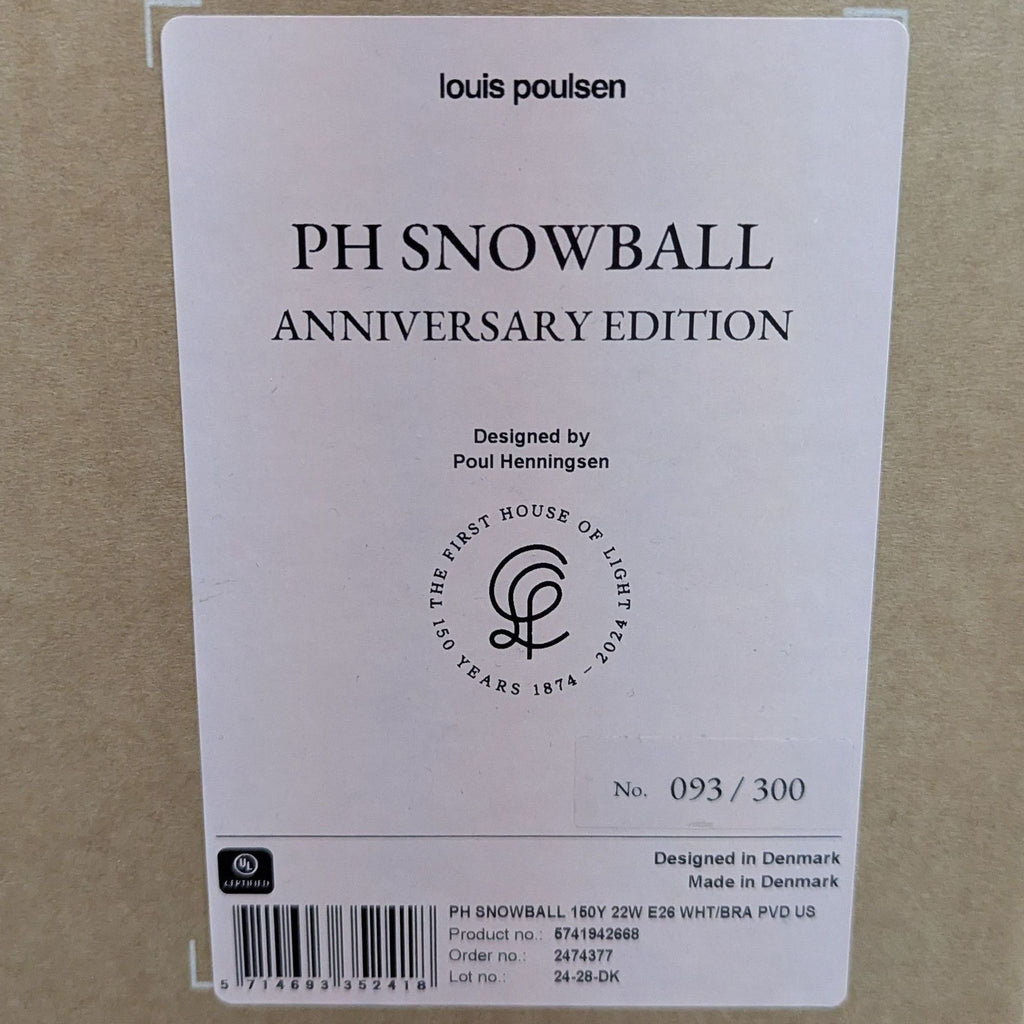 louis poulsen
PH SNOWBALL
ANNIVERSARY EDITION
Designed by
Poul Henningsen
THE FIRST HOUSE OF LIGHT
150 YEARS 1874 – 2024
No. 093 / 300
Designed in Denmark
Made in Denmark
UL
CERTIFIED
PH SNOWBALL 150Y 22W E26 WHT/BRA PVD US
Product no.: 5741942668
Order no.: 2474377
Lot no.: 24-28-DK
5 714693 352418